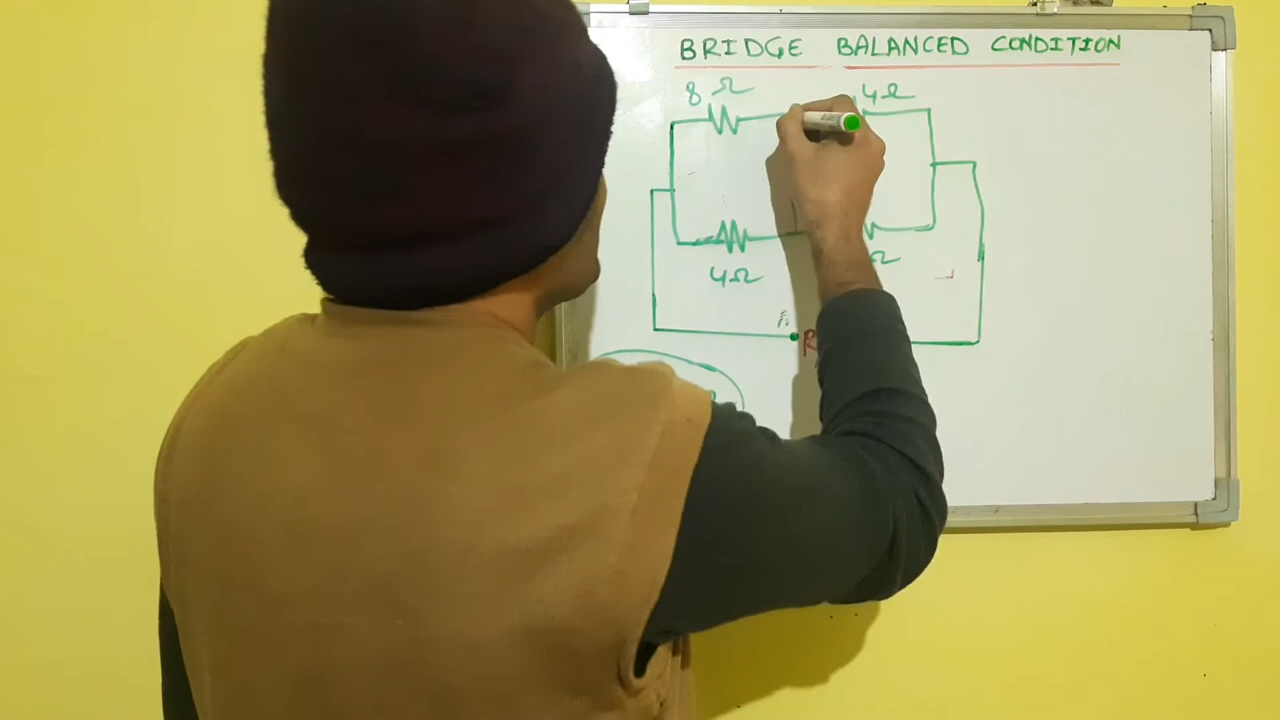 BRIDGE BALANCED CONDITION
8 Ω 4Ω
4Ω Ω
R